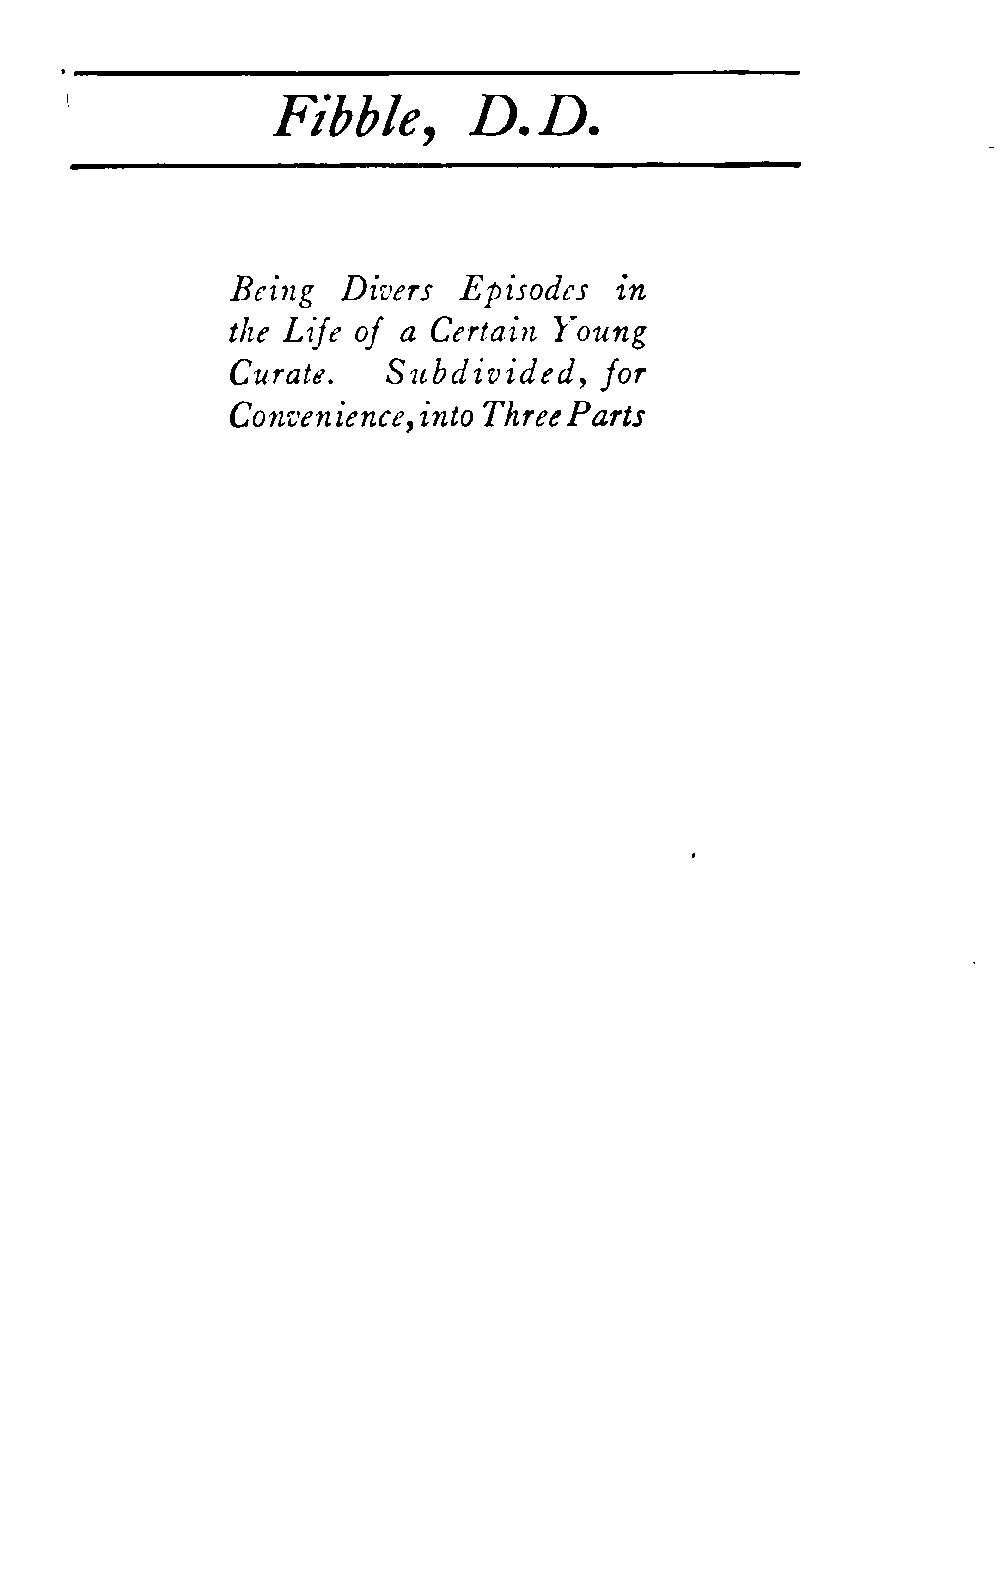 Fibble, D.D.
Being Divers Episodes in
the Life of a Certain Young
Curate. Subdivided, for
Convenience, into Three Parts